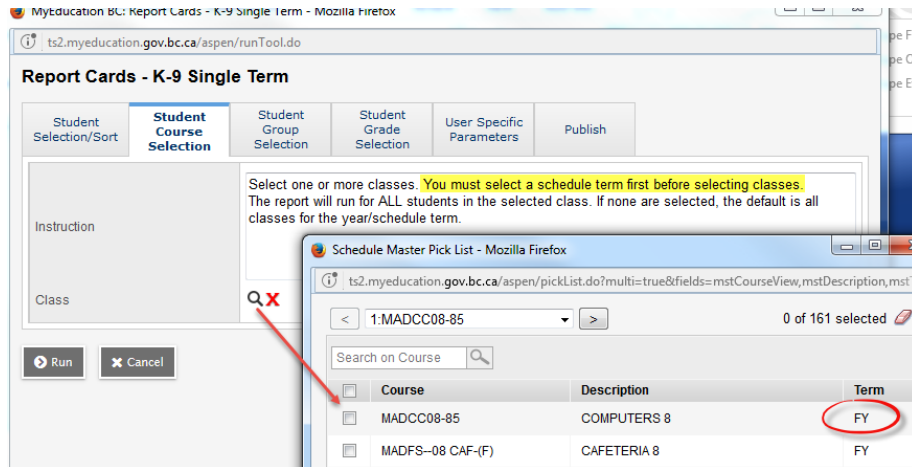 MyEducation BC: Report Cards - K-9 Single Term - Mozilla Firefox
ts2.myeducation.gov.bc.ca/aspen/runTool.do
Report Cards - K-9 Single Term
Student Selection/Sort
Student Course Selection
Student Group Selection
Student Grade Selection
User Specific Parameters
Publish
Instruction
Select one or more classes. You must select a schedule term first before selecting classes.
The report will run for ALL students in the selected class. If none are selected, the default is all
classes for the year/schedule term.
Class
Run
Cancel
Schedule Master Pick List - Mozilla Firefox
ts2.myeducation.gov.bc.ca/aspen/pickList.do?multi=true&fields=mstCourseView,mstDescription,mst
< 1:MADCC08-85 > 0 of 161 selected
Search on Course
Course Description Term
MADCC08-85 COMPUTERS 8 FY
MADFS--08 CAF-(F) CAFETERIA 8 FY